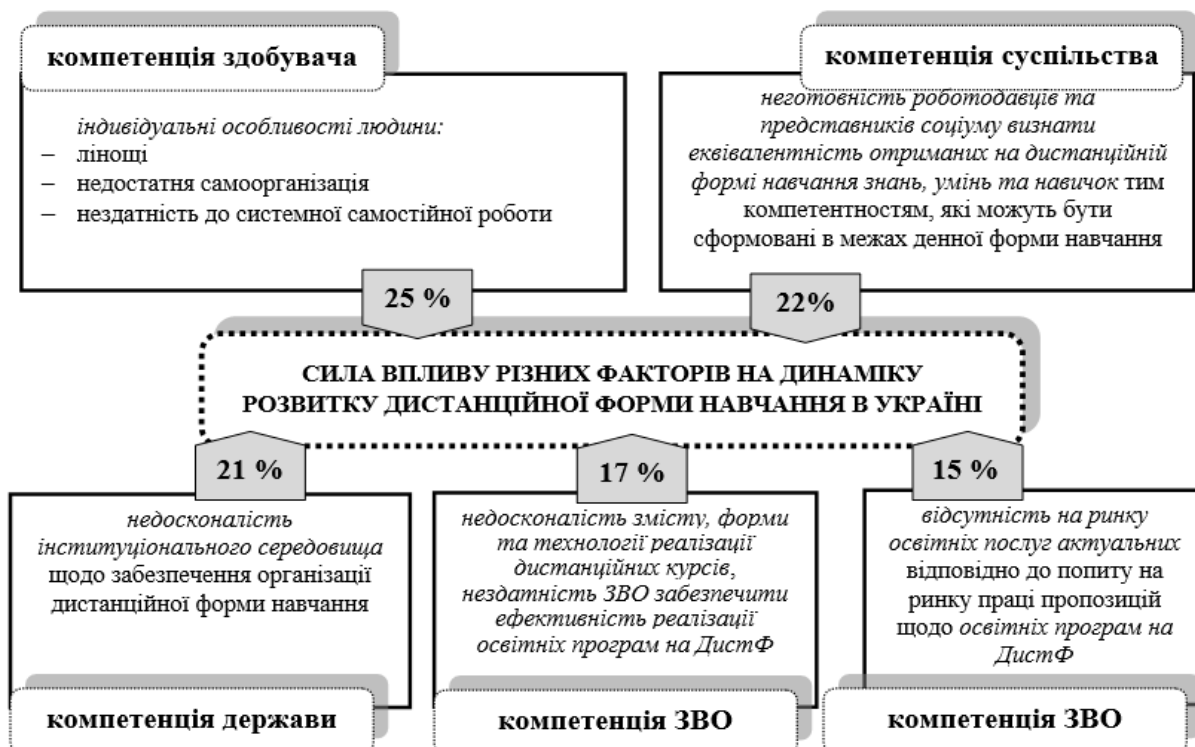 компетенція здобувача
індивідуальні особливості людини:
– лінощі
– недостатня самоорганізація
– нездатність до системної самостійної роботи
25 %
компетенція суспільства
неготовність роботодавців та
представників соціуму визнати
еквівалентність отриманих на дистанційній
формі навчання знань, умінь та навичок тим
компетентностям, які можуть бути
сформовані в межах денної форми навчання
22%
СИЛА ВПЛИВУ РІЗНИХ ФАКТОРІВ НА ДИНАМІКУ
РОЗВИТКУ ДИСТАНЦІЙНОЇ ФОРМИ НАВЧАННЯ В УКРАЇНІ
21 %
недосконалість
інституціонального середовища
щодо забезпечення організації
дистанційної форми навчання
компетенція держави
17 %
недосконалість змісту, форми
та технології реалізації
дистанційних курсів,
нездатність ЗВО забезпечити
ефективність реалізації
освітніх програм на ДистФ
компетенція ЗВО
15 %
відсутність на ринку
освітніх послуг актуальних
відповідно до попиту на
ринку праці пропозицій
щодо освітніх програм на
ДистФ
компетенція ЗВО